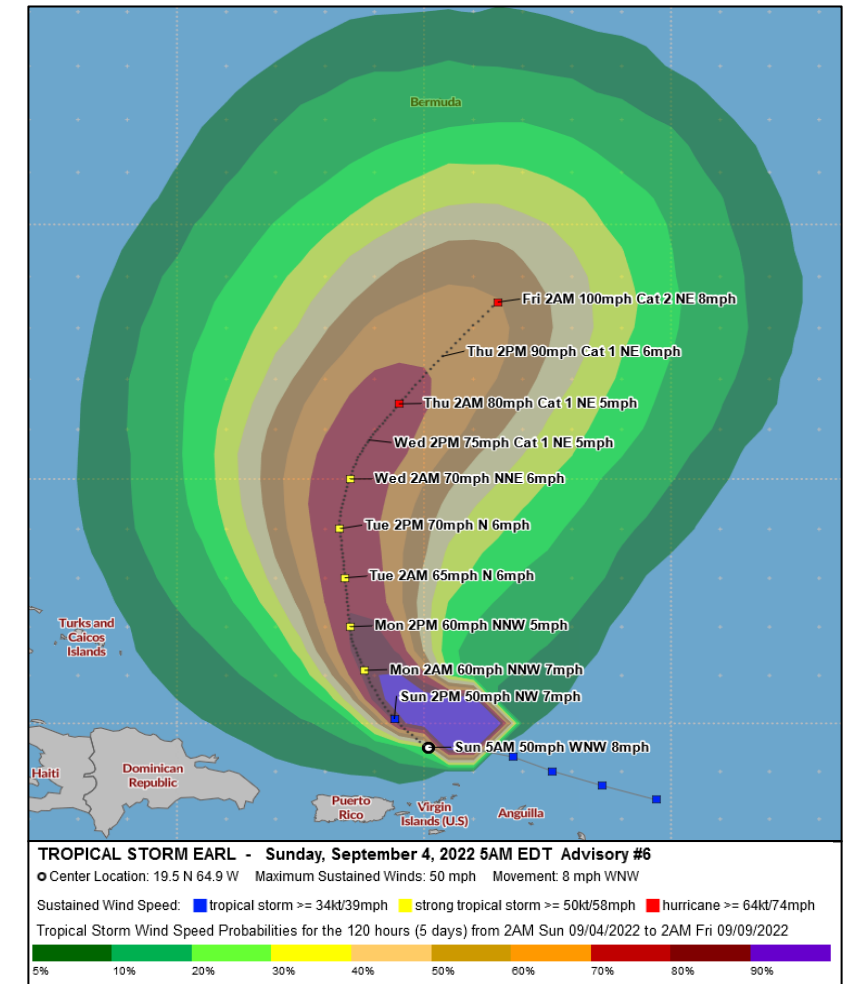 Bermuda
Fri 2AM 100mph Cat 2 NE 8mph
Thu 2PM 90mph Cat 1 NE 6mph
Thu 2AM 80mph Cat 1 NE 5mph
Wed 2PM 75mph Cat 1 NE 5mph
Wed 2AM 70mph NNE 6mph
Tue 2PM 70mph N 6mph
Tue 2AM 65mph N 6mph
Turks and
Caicos
Islands
Mon 2PM 60mph NNW 5mph
Mon 2AM 60mph NNW 7mph
Sun 2PM 50mph NW 7mph
Sun 5AM 50mph WNW 8mph
Haiti
Dominican
Republic
Puerto
Rico
Virgin
Islands (U.S)
Anguilla
TROPICAL STORM EARL - Sunday, September 4, 2022 5AM EDT Advisory #6
Center Location: 19.5 N 64.9 W Maximum Sustained Winds: 50 mph Movement: 8 mph WNW
Sustained Wind Speed: tropical storm >= 34kt/39mph strong tropical storm >= 50kt/58mph hurricane >= 64kt/74mph
Tropical Storm Wind Speed Probabilities for the 120 hours (5 days) from 2AM Sun 09/04/2022 to 2AM Fri 09/09/2022
5% 10% 20% 30% 40% 50% 60% 70% 80% 90%